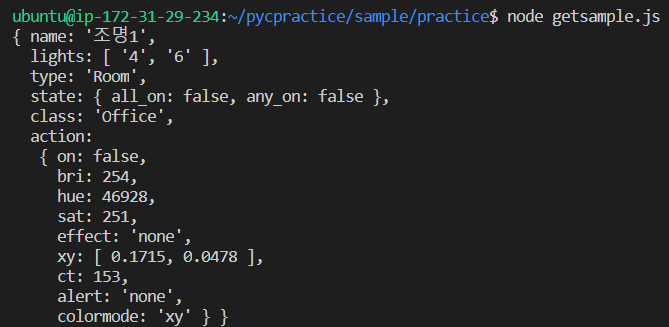 ubuntu@ip-172-31-29-234:~/pycpractice/sample/practice$ node getsample.js
{ name: '조명1',
  lights: [ '4', '6' ],
  type: 'Room',
  state: { all_on: false, any_on: false },
  class: 'Office',
  action:
   { on: false,
     bri: 254,
     hue: 46928,
     sat: 251,
     effect: 'none',
     xy: [ 0.1715, 0.0478 ],
     ct: 153,
     alert: 'none',
     colormode: 'xy' } }